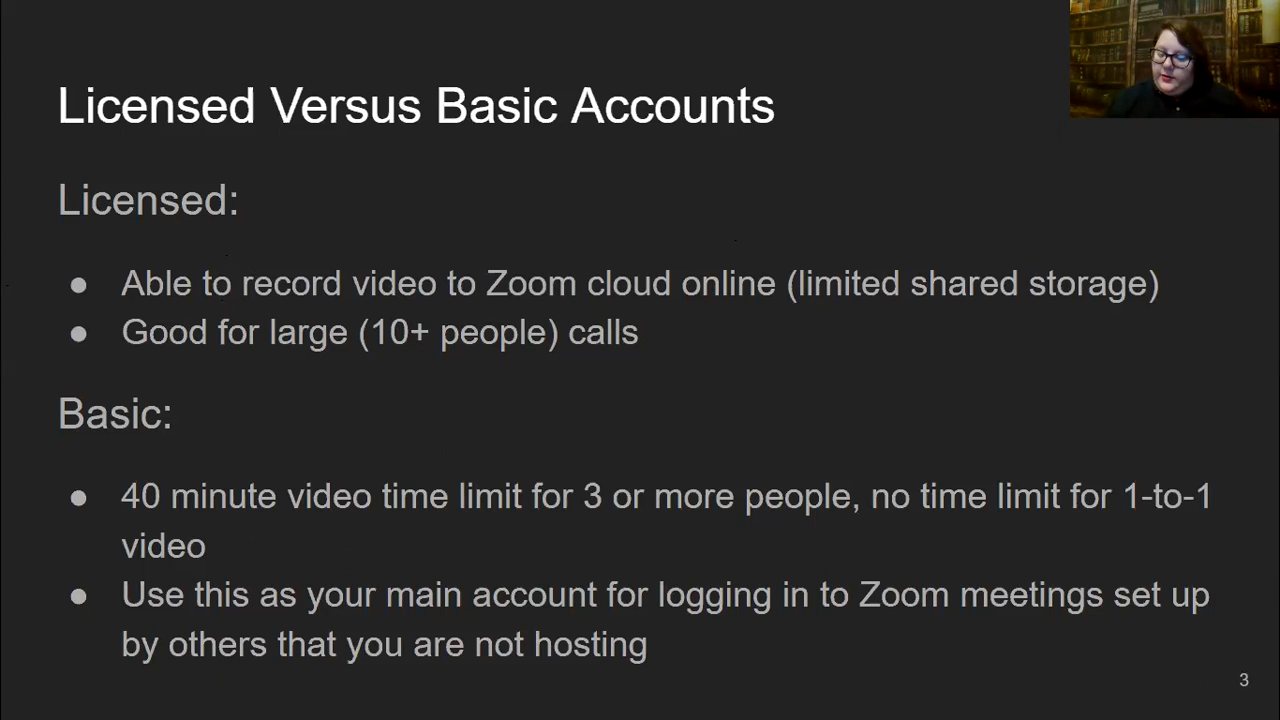 Licensed Versus Basic Accounts
Licensed:
● Able to record video to Zoom cloud online (limited shared storage)
● Good for large (10+ people) calls
Basic:
● 40 minute video time limit for 3 or more people, no time limit for 1-to-1
video
● Use this as your main account for logging in to Zoom meetings set up
by others that you are not hosting
3